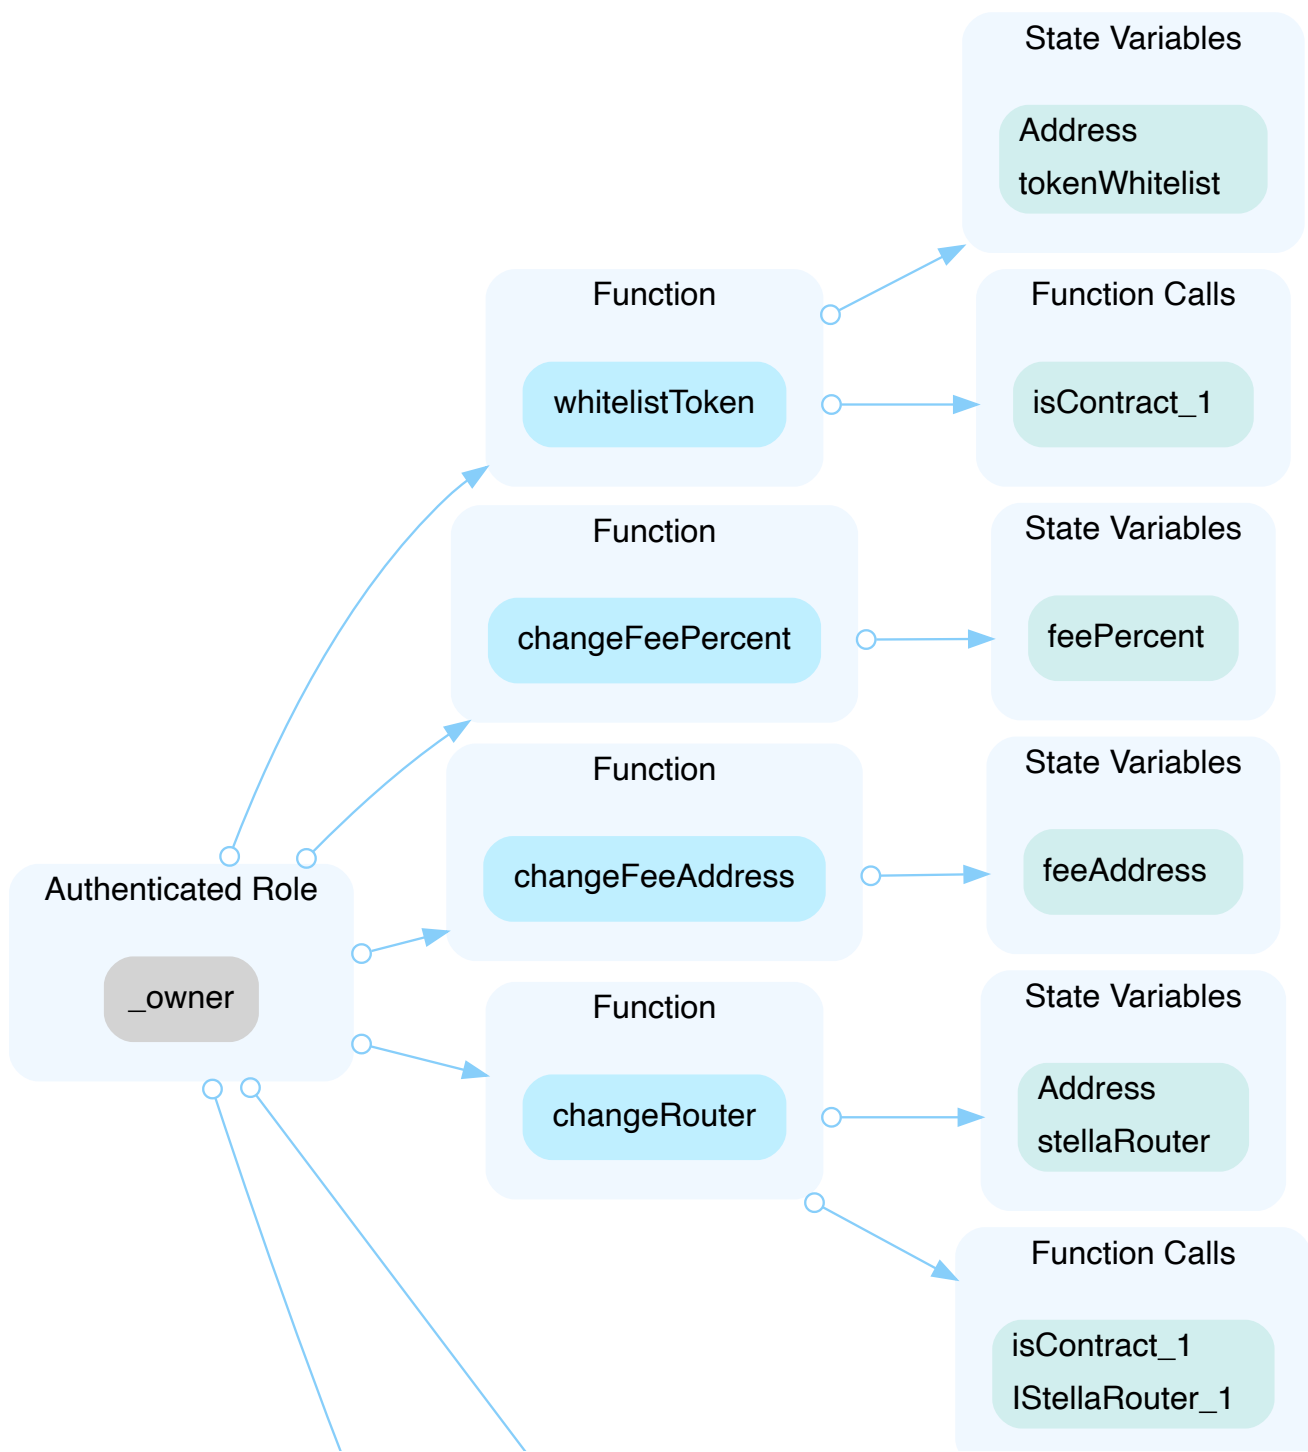 State Variables
Address
tokenWhitelist
Function
whitelistToken
Function Calls
isContract_1
Function
changeFeePercent
State Variables
feePercent
Function
changeFeeAddress
State Variables
feeAddress
Authenticated Role
_owner
Function
changeRouter
State Variables
Address
stellaRouter
Function Calls
isContract_1
IStellaRouter_1